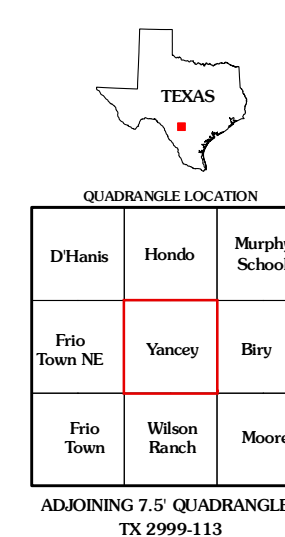 TEXAS
QUADRANGLE LOCATION
D'Hanis
Hondo
Murphy
School
Frio
Town NE
Yancey
Biry
Frio
Town
Wilson
Ranch
Moore
ADJOINING 7.5' QUADRANGLE
TX 2999-113